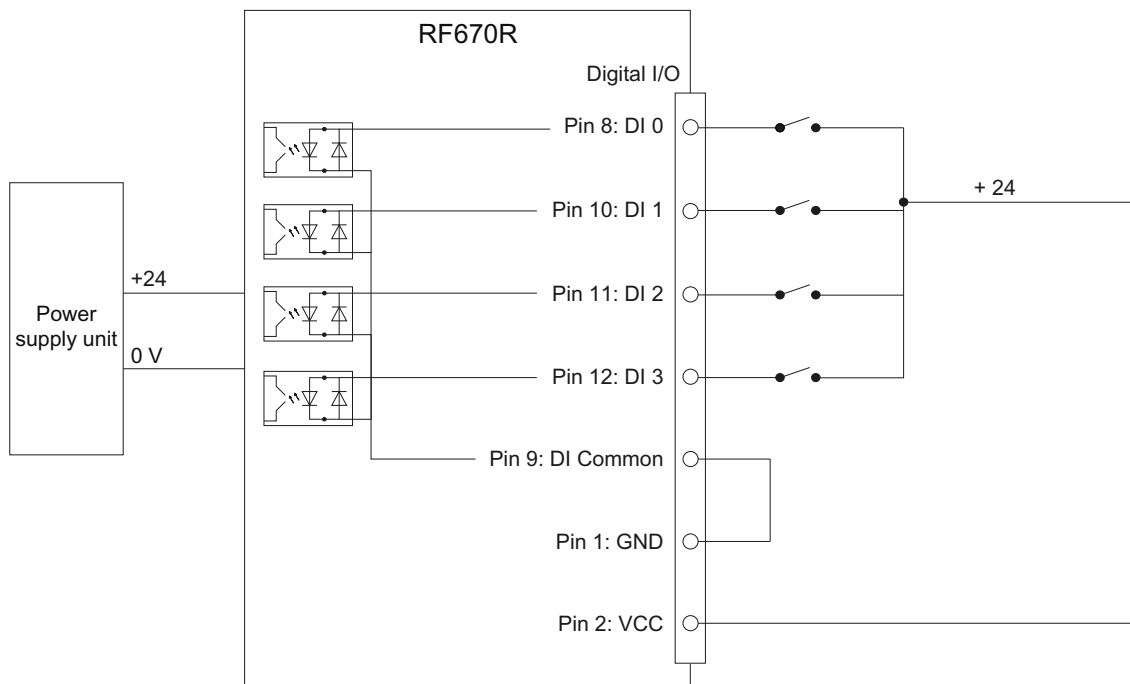 RF670R
Digital I/O
Pin 8: DI 0
+ 24
Pin 10: DI 1
+24
Pin 11: DI 2
Power
supply unit
0 V
Pin 12: DI 3
Pin 9: DI Common
Pin 1: GND
Pin 2: VCC